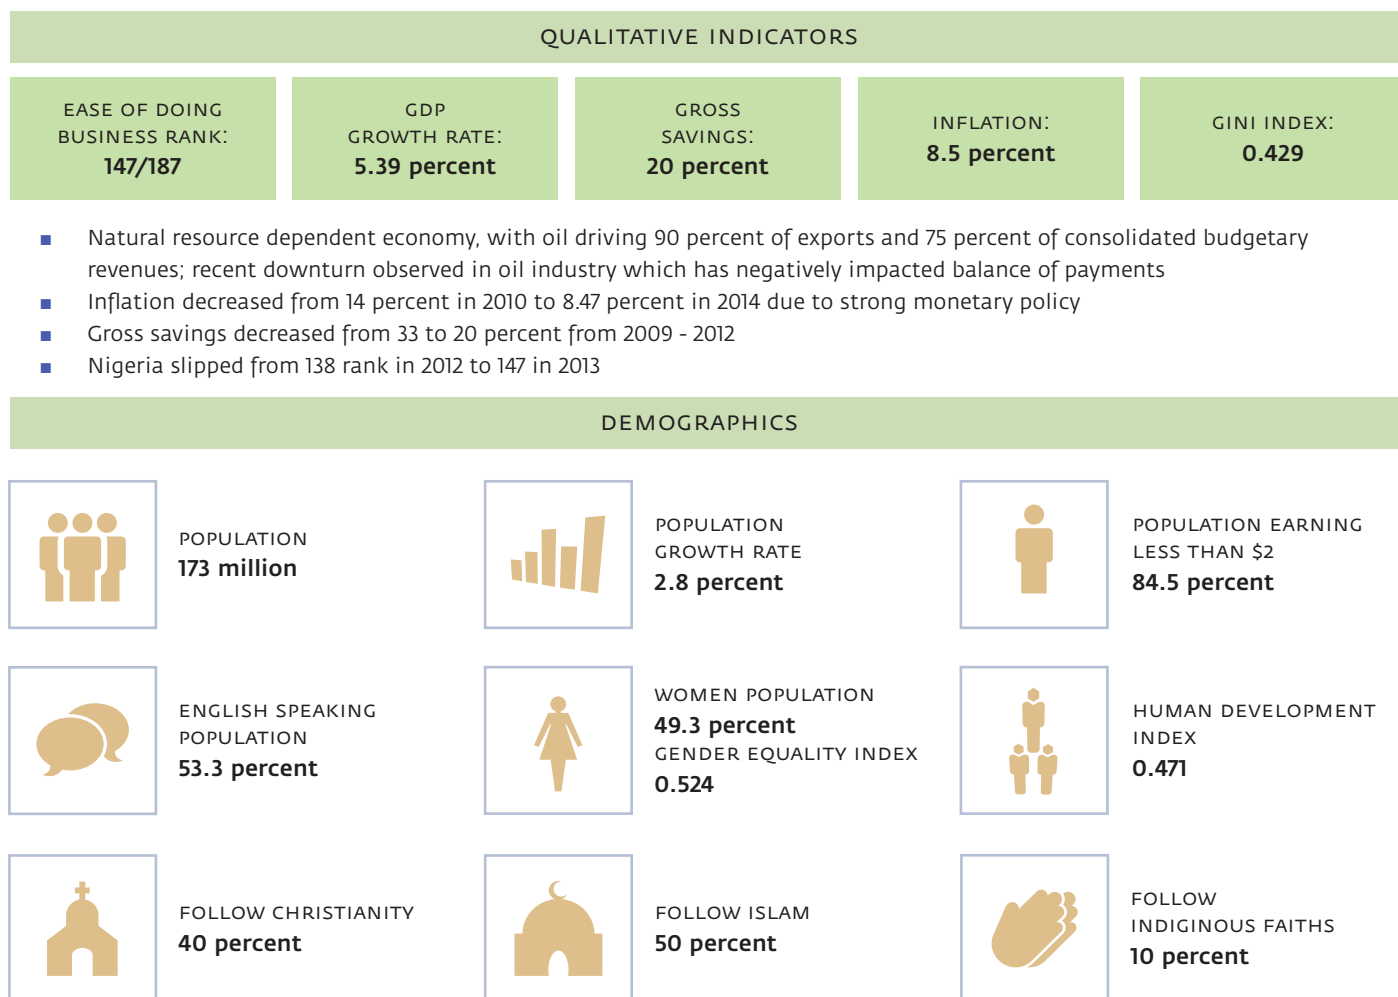 QUALITATIVE INDICATORS
EASE OF DOING
BUSINESS RANK:
147/187
GDP
GROWTH RATE:
5.39 percent
GROSS
SAVINGS:
20 percent
INFLATION:
8.5 percent
GINI INDEX:
0.429
■ Natural resource dependent economy, with oil driving 90 percent of exports and 75 percent of consolidated budgetary
revenues; recent downturn observed in oil industry which has negatively impacted balance of payments
■ Inflation decreased from 14 percent in 2010 to 8.47 percent in 2014 due to strong monetary policy
■ Gross savings decreased from 33 to 20 percent from 2009 - 2012
■ Nigeria slipped from 138 rank in 2012 to 147 in 2013
DEMOGRAPHICS
POPULATION
173 million
POPULATION
GROWTH RATE
2.8 percent
POPULATION EARNING
LESS THAN $2
84.5 percent
ENGLISH SPEAKING
POPULATION
53.3 percent
WOMEN POPULATION
49.3 percent
GENDER EQUALITY INDEX
0.524
HUMAN DEVELOPMENT
INDEX
0.471
FOLLOW CHRISTIANITY
40 percent
FOLLOW ISLAM
50 percent
FOLLOW
INDIGINOUS FAITHS
10 percent